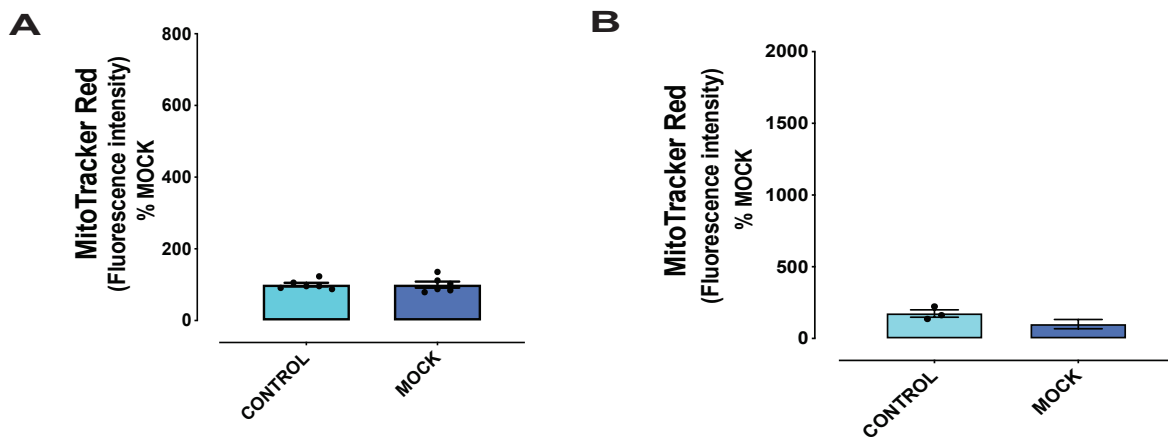 A
MitoTracker Red
(Fluorescence intensity)
% MOCK
800
600
400
200
0
CONTROL
MOCK
B
MitoTracker Red
(Fluorescence intensity)
% MOCK
2000
1500
1000
500
0
CONTROL
MOCK